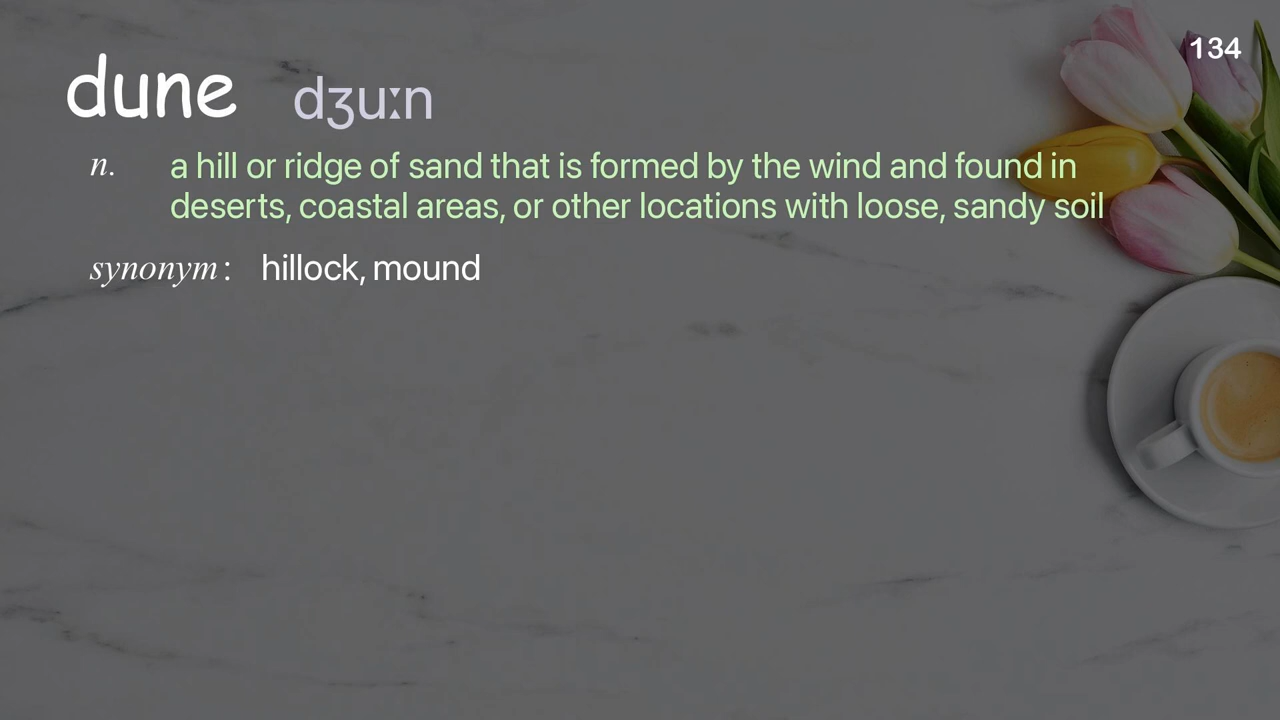 134
dune dʒuːn
n. a hill or ridge of sand that is formed by the wind and found in
deserts, coastal areas, or other locations with loose, sandy soil
synonym: hillock, mound